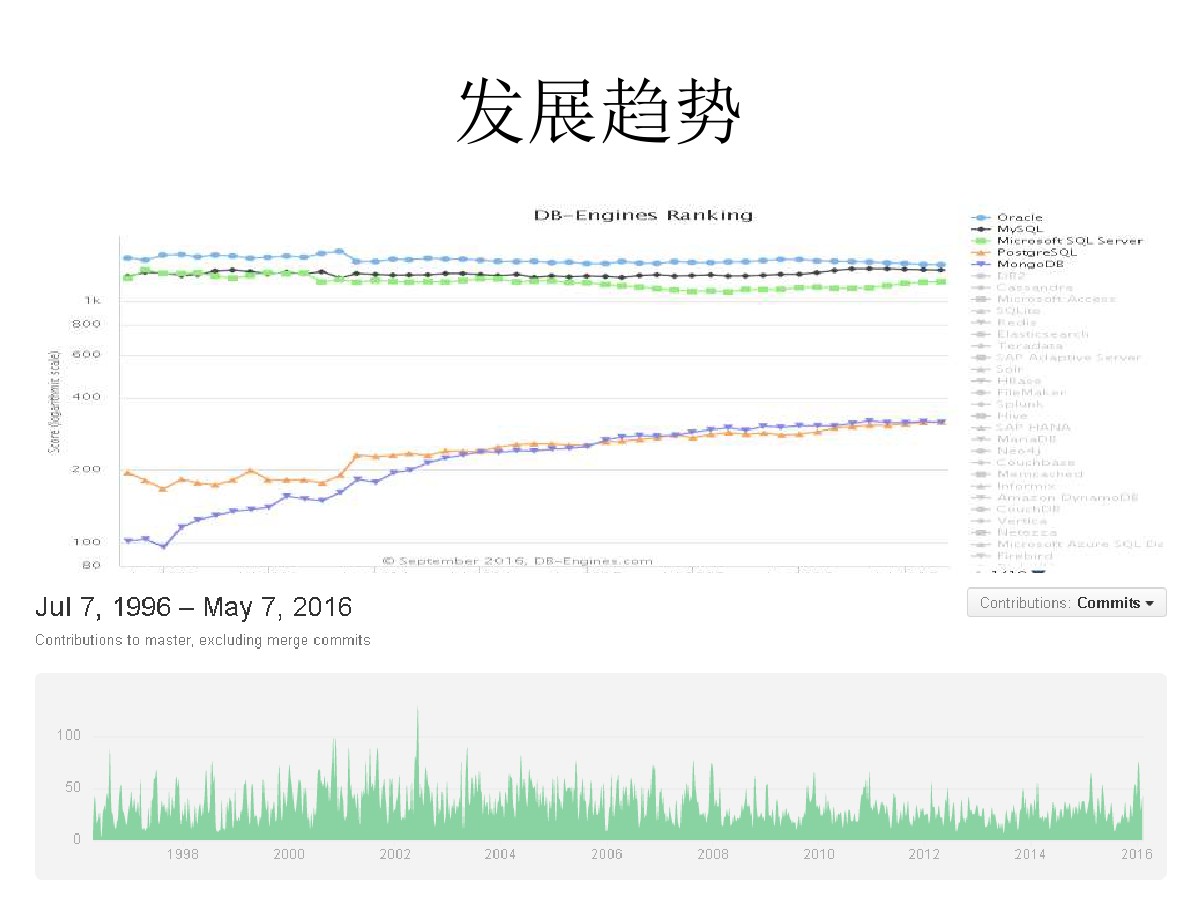 发展趋势
DB-Engines Ranking
Oracle
MySQL
Microsoft SQL Server
PostgreSQL
MongoDB
DB2
Cassandra
Microsoft Access
SQLite
Redis
Elasticsearch
Teradata
SAP Adaptive Server
Solr
HBase
FileMaker
Splunk
Hive
SAP HANA
MariaDB
Neo4j
Couchbase
Memcached
Informix
Amazon DynamoDB
CouchDB
Vertica
Netezza
Microsoft Azure SQL Da
Firebird
Score (logarithmic scale)
1k
800
600
400
200
100
80
© September 2016, DB-Engines.com
Jul 7, 1996 – May 7, 2016
Contributions: Commits
Contributions to master, excluding merge commits
100
50
0
1998 2000 2002 2004 2006 2008 2010 2012 2014 2016